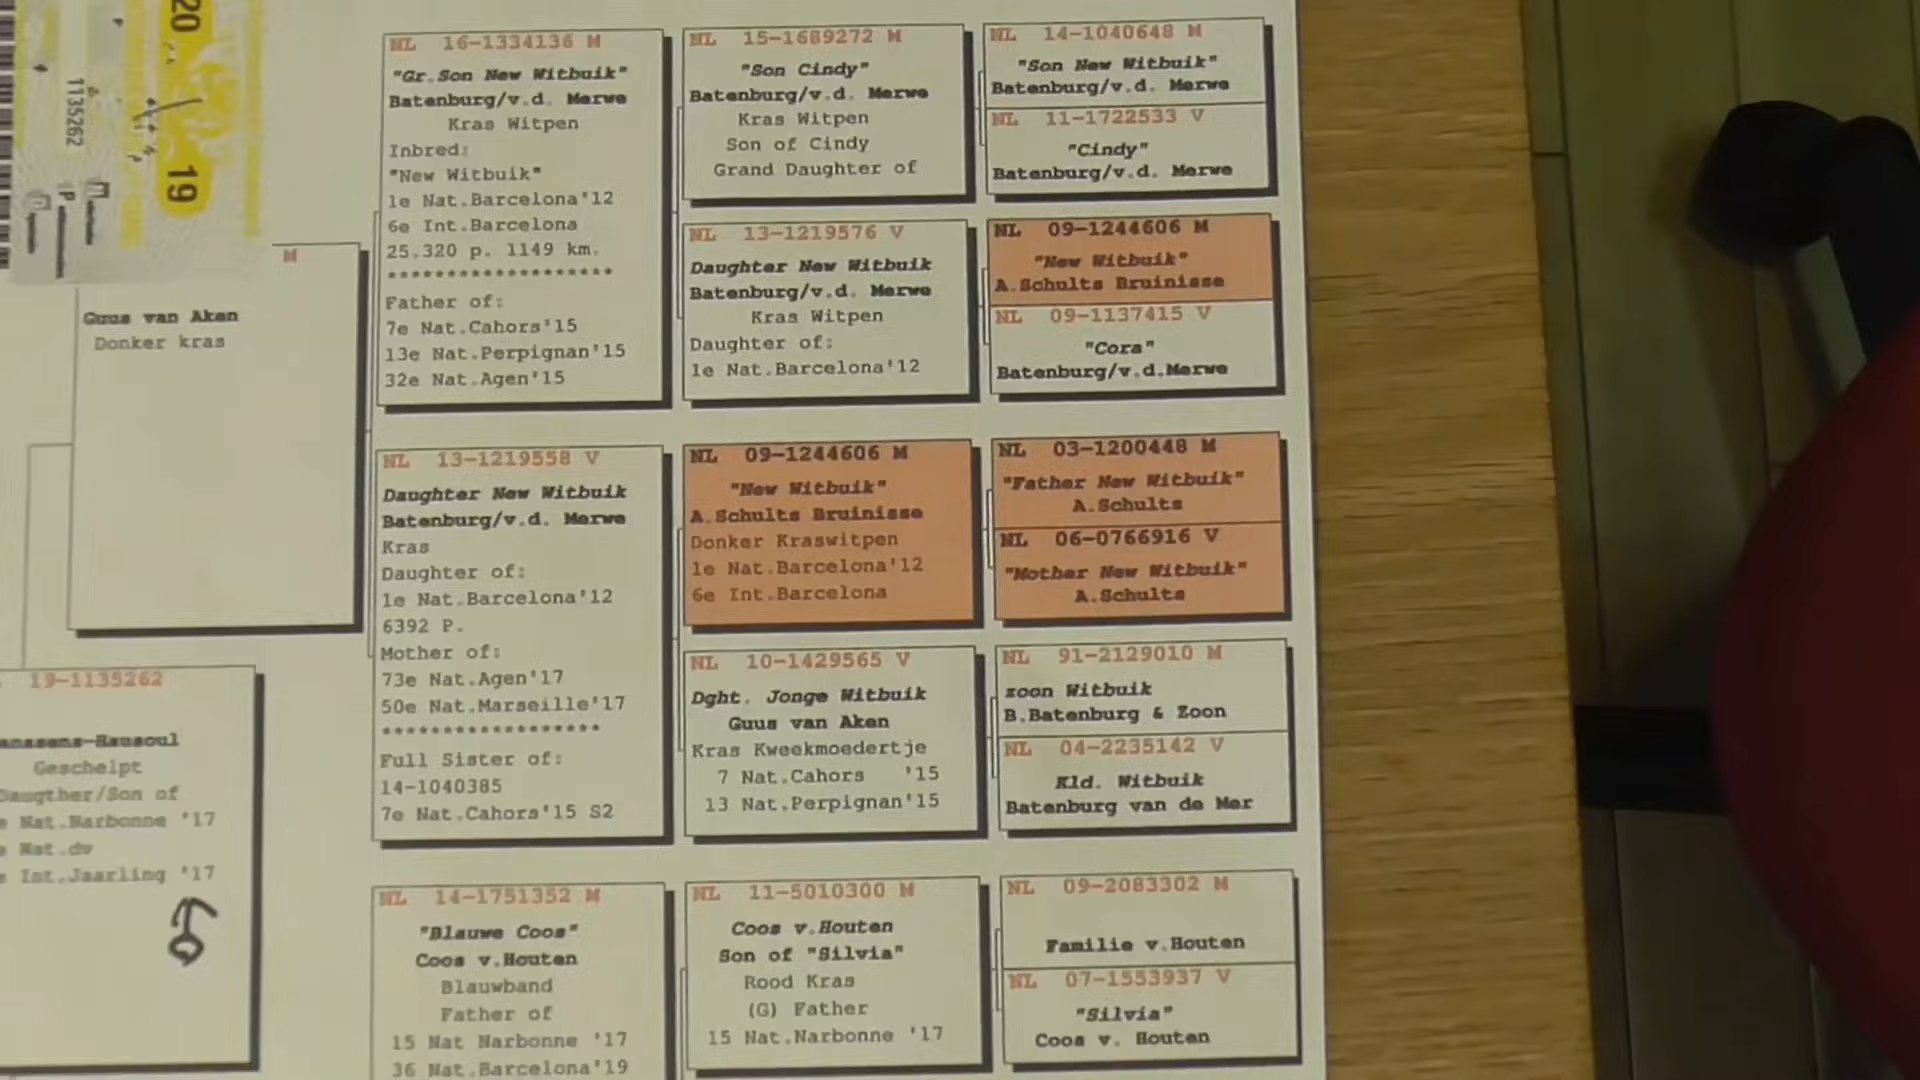 20
19
1135262
M
Guus van Aken
Donker kras
19-1135262
Geschelpt
Daugther/Son of
Nat.Narbonne '17
Nat.dv
Int.Jaarling '17
NL 16-1334136 M
"Gr.Son New Witbuik"
Batenburg/v.d. Merwe
Kras Witpen
Inbred:
"New Witbuik"
1e Nat.Barcelona'12
6e Int.Barcelona
25.320 p. 1149 km.
******************
Father of:
7e Nat.Cahors'15
13e Nat.Perpignan'15
32e Nat.Agen'15
NL 13-1219558 V
Daughter New Witbuik
Batenburg/v.d. Merwe
Kras
Daughter of:
1e Nat.Barcelona'12
6392 P.
Mother of:
73e Nat.Agen'17
50e Nat.Marseille'17
*****************
Full Sister of:
14-1040385
7e Nat.Cahors'15 S2
NL 14-1751352 M
"Blauwe Coos"
Coos v.Houten
Blauwband
Father of
15 Nat Narbonne '17
36 Nat.Barcelona'19
NL 15-1689272 M
"Son Cindy"
Batenburg/v.d. Merwe
Kras Witpen
Son of Cindy
Grand Daughter of
NL 13-1219576 V
Daughter New Witbuik
Batenburg/v.d. Merwe
Kras Witpen
Daughter of:
1e Nat.Barcelona'12
NL 09-1244606 M
"New Witbuik"
A.Schults Bruinisse
Donker Kraswitpen
1e Nat.Barcelona'12
6e Int.Barcelona
NL 10-1429565 V
Dght. Jonge Witbuik
Guus van Aken
Kras Kweekmoedertje
7 Nat.Cahors '15
13 Nat.Perpignan'15
NL 11-5010300 M
Coos v.Houten
Son of "Silvia"
Rood Kras
(G) Father
15 Nat.Narbonne '17
NL 14-1040648 M
"Son New Witbuik"
Batenburg/v.d. Merwe
NL 11-1722533 V
"Cindy"
Batenburg/v.d. Merwe
NL 09-1244606 M
"New Witbuik"
A.Schults Bruinisse
NL 09-1137415 V
"Cora"
Batenburg/v.d.Merwe
NL 03-1200448 M
"Father New Witbuik"
A.Schults
NL 06-0766916 V
"Mother New Witbuik"
A.Schults
NL 91-2129010 M
zoon Witbuik
B.Batenburg & Zoon
NL 04-2235142 V
Kld. Witbuik
Batenburg van de Mer
NL 09-2083302 M
Familie v.Houten
NL 07-1553937 V
"Silvia"
Coos v. Houten